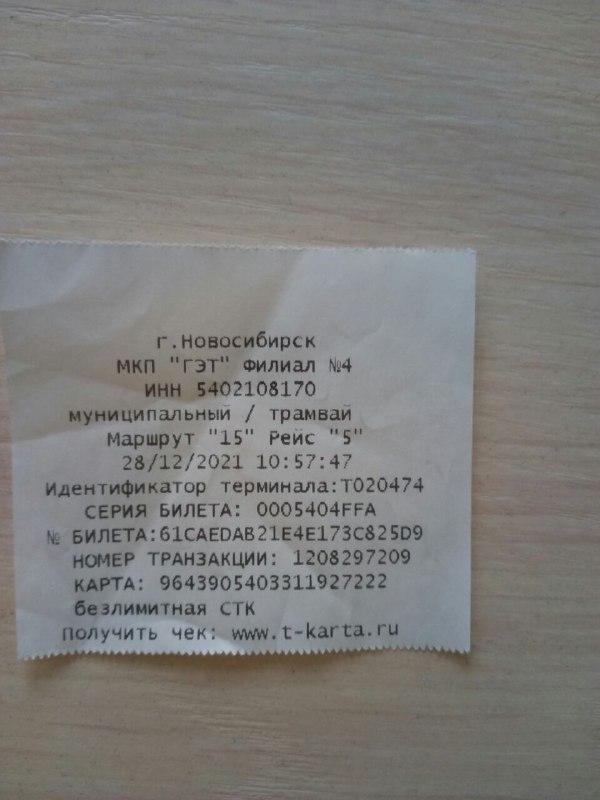 г.Новосибирск
МКП "ГЭТ" Филиал №4
ИНН 5402108170
муниципальный / трамвай
Маршрут "15" Рейс "5"
28/12/2021 10:57:47
Идентификатор терминала:T020474
СЕРИЯ БИЛЕТА: 0005404FFA
№ БИЛЕТА:61CAEDAB21E4E173C825D9
НОМЕР ТРАНЗАКЦИИ: 1208297209
КАРТА: 9643905403311927222
безлимитная СТК
Получить чек: www.t-karta.ru